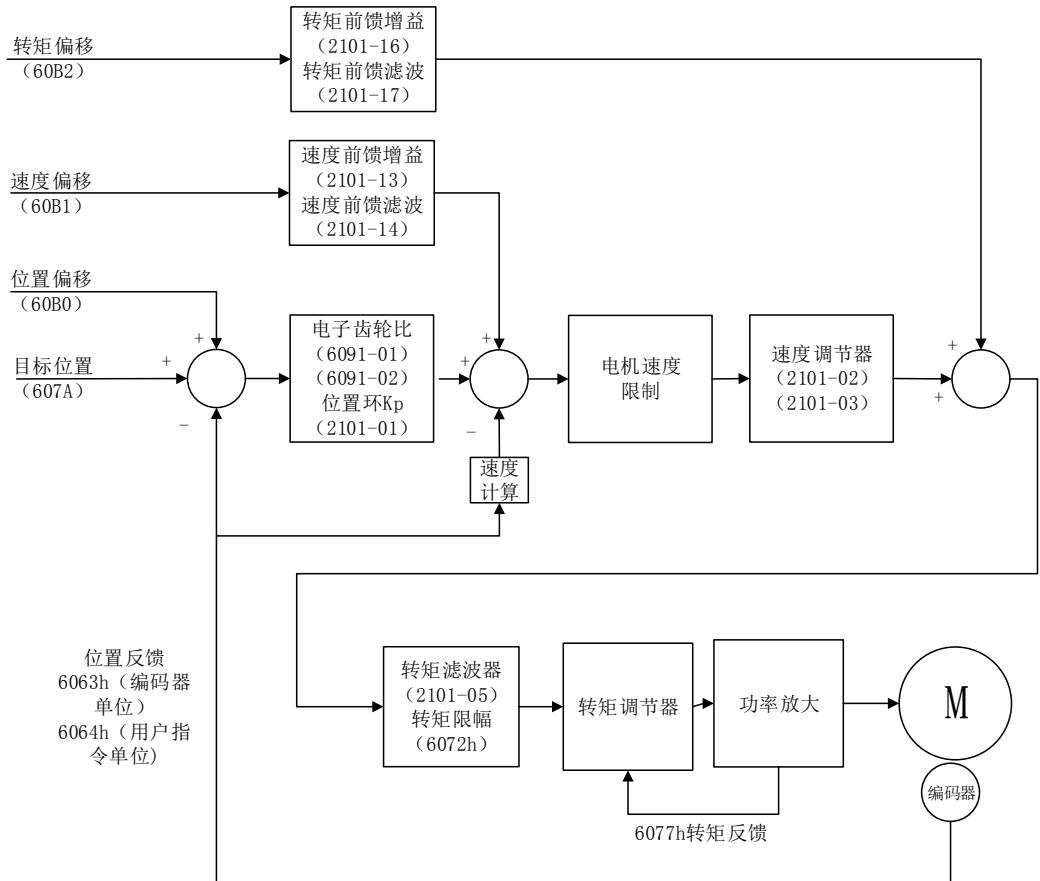 转矩偏移
（60B2）
转矩前馈增益
（2101-16）
转矩前馈滤波
（2101-17）
速度偏移
（60B1）
速度前馈增益
（2101-13）
速度前馈滤波
（2101-14）
位置偏移
（60B0）
目标位置
（607A）
+
+
-
电子齿轮比
（6091-01）
（6091-02）
位置环Kp
（2101-01）
+
+
-
速度
计算
电机速度
限制
速度调节器
（2101-02）
（2101-03）
+
+
位置反馈
6063h（编码器
单位）
6064h（用户指
令单位)
转矩滤波器
（2101-05）
转矩限幅
（6072h）
转矩调节器
功率放大
M
编码器
6077h转矩反馈